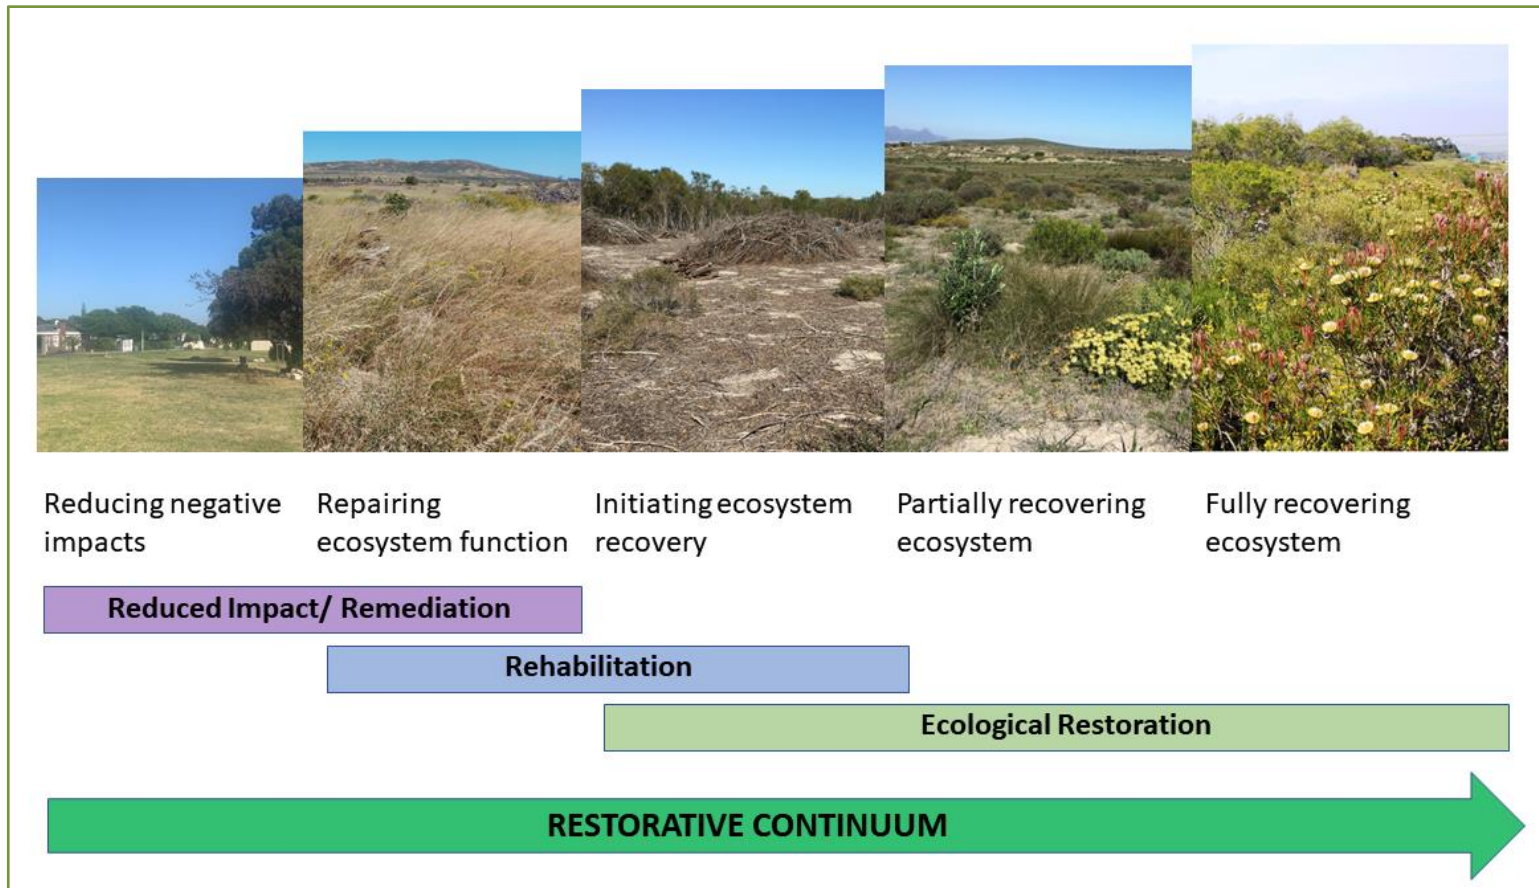 Reducing negative
impacts
Repairing
ecosystem function
Initiating ecosystem
recovery
Partially recovering
ecosystem
Fully recovering
ecosystem
Reduced Impact/ Remediation
Rehabilitation
Ecological Restoration
RESTORATIVE CONTINUUM